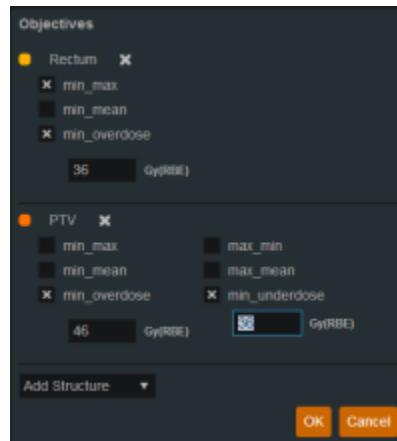 Objectives
Rectum
min_max
min_mean
min_overdose
36 Gy(RBE)
PTV
min_max max_min
min_mean max_mean
min_overdose min_underdose
46 Gy(RBE) Gy(RBE)
Add Structure
OK Cancel